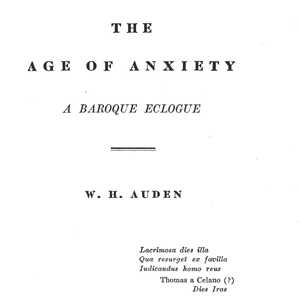 THE
AGE OF ANXIETY
A BAROQUE ECLOGUE
W. H. AUDEN
Lacrimosa dies illa
Qua resurget ex favilla
Iudicandus homo reus
Thomas a Celano (?)
Dies Irae